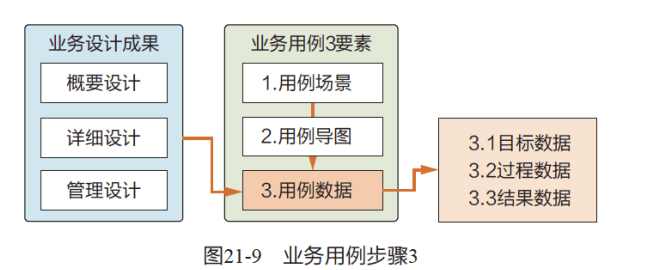 业务设计成果
概要设计
详细设计
管理设计
业务用例3要素
1.用例场景
2.用例导图
3.用例数据
3.1目标数据
3.2过程数据
3.3结果数据
图21-9 业务用例步骤3